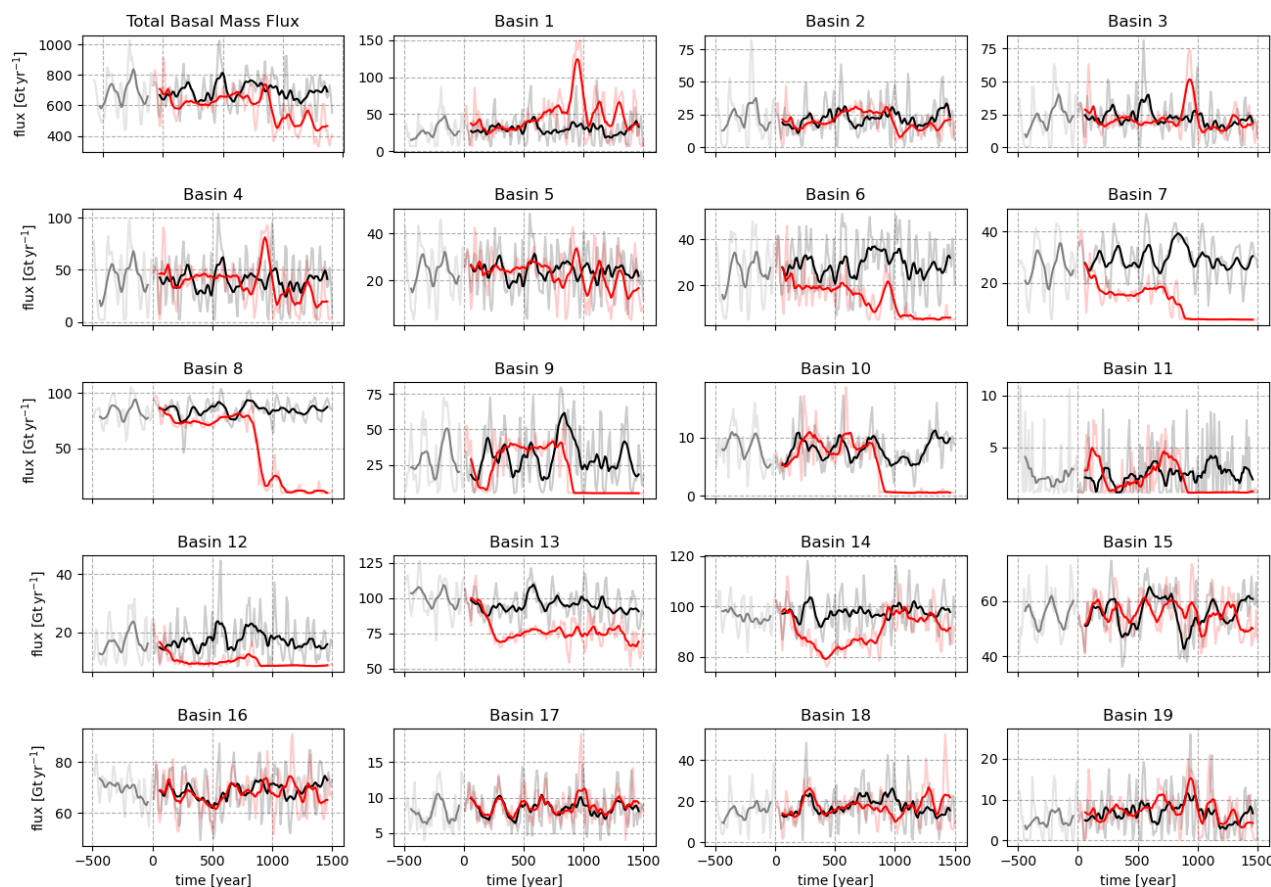 Total Basal Mass Flux
Basin 1
Basin 2
Basin 3
flux [Gt yr⁻¹]
1000
800
600
400
150
100
50
0
75
50
25
0
75
50
25
0
Basin 4
Basin 5
Basin 6
Basin 7
flux [Gt yr⁻¹]
100
50
0
40
20
40
20
40
20
Basin 8
Basin 9
Basin 10
Basin 11
flux [Gt yr⁻¹]
100
50
75
50
25
10
0
10
5
Basin 12
Basin 13
Basin 14
Basin 15
flux [Gt yr⁻¹]
40
20
125
100
75
50
120
100
80
60
40
Basin 16
Basin 17
Basin 18
Basin 19
flux [Gt yr⁻¹]
80
60
15
10
5
40
20
0
20
10
0
−500 0 500 1000 1500
−500 0 500 1000 1500
−500 0 500 1000 1500
−500 0 500 1000 1500
time [year]
time [year]
time [year]
time [year]